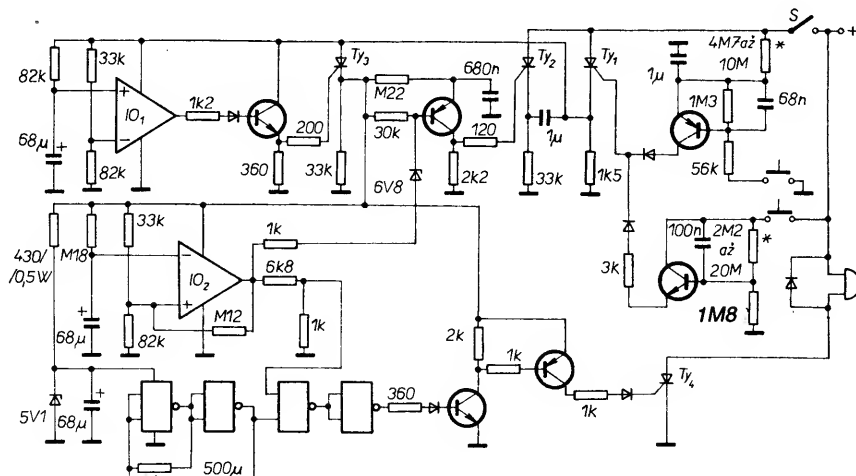 S
+
4M7až
10M
*
82k
33k
Ty3
Ty2
Ty1
M22
680n
1µ
+
IO1
−
1k2
1M3
68n
68µ
+
200
30k
120
1µ
82k
360
33k
6V8
2k2
33k
1k5
56k
430/
/0,5W
M18
33k
1k
100n
2M2
až
20M
*
−
IO2
+
6k8
3k
+
68µ
82k
M12
1k
2k
1k
1M8
5V1
+
68µ
360
1k
Ty4
500µ